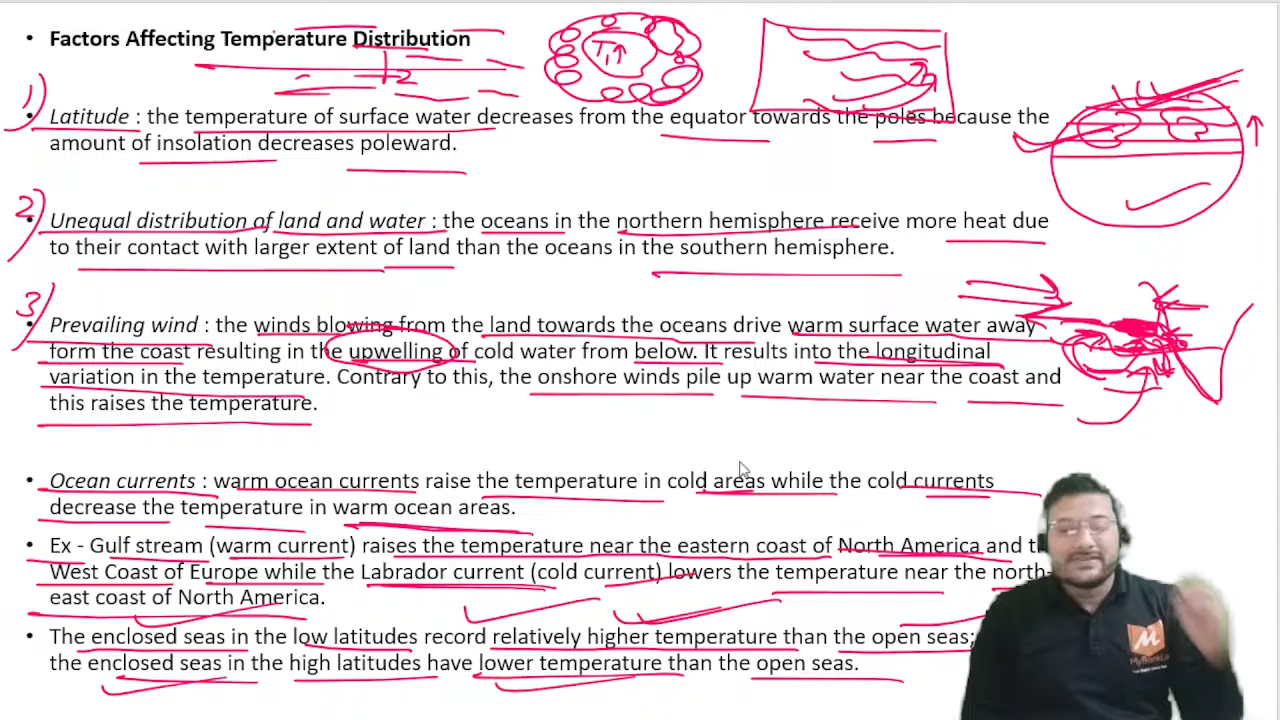 • Factors Affecting Temperature Distribution
T₁↑
1)
• Latitude : the temperature of surface water decreases from the equator towards the poles because the
amount of insolation decreases poleward.
2)
• Unequal distribution of land and water : the oceans in the northern hemisphere receive more heat due
to their contact with larger extent of land than the oceans in the southern hemisphere.
3)
• Prevailing wind : the winds blowing from the land towards the oceans drive warm surface water away
form the coast resulting in the upwelling of cold water from below. It results into the longitudinal
variation in the temperature. Contrary to this, the onshore winds pile up warm water near the coast and
this raises the temperature.
• Ocean currents : warm ocean currents raise the temperature in cold areas while the cold currents
decrease the temperature in warm ocean areas.
• Ex - Gulf stream (warm current) raises the temperature near the eastern coast of North America and
West Coast of Europe while the Labrador current (cold current) lowers the temperature near the north-
east coast of North America.
• The enclosed seas in the low latitudes record relatively higher temperature than the open seas;
the enclosed seas in the high latitudes have lower temperature than the open seas.
M